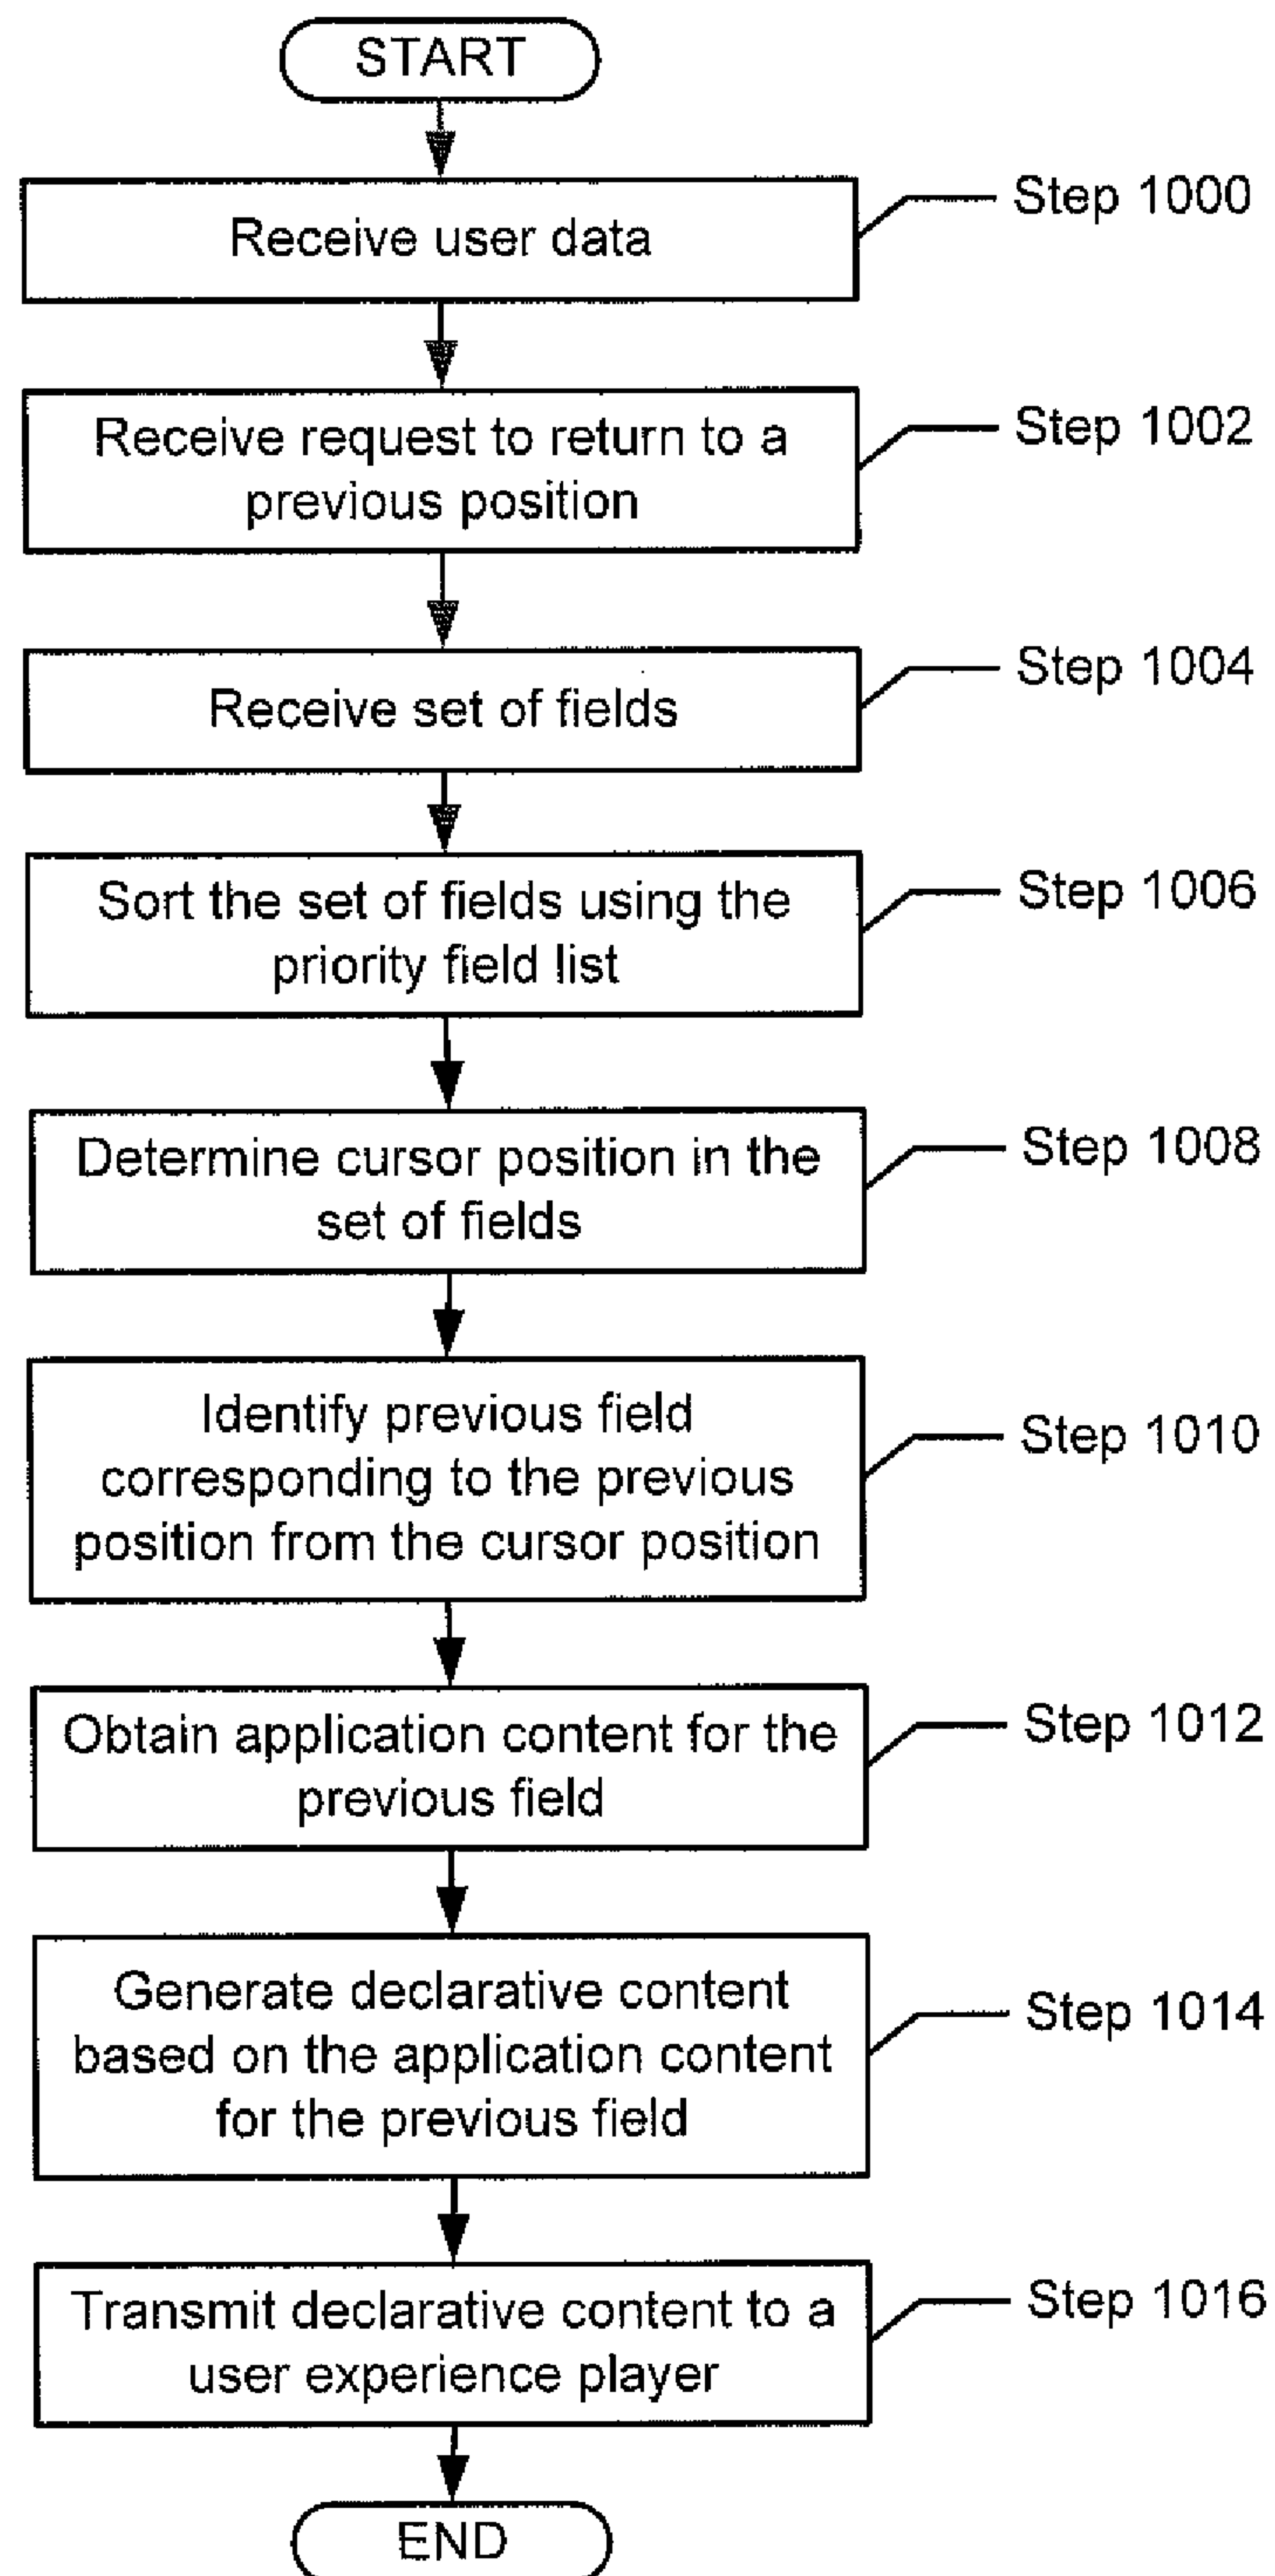 START
Receive user data
Step 1000
Receive request to return to a
previous position
Step 1002
Receive set of fields
Step 1004
Sort the set of fields using the
priority field list
Step 1006
Determine cursor position in the
set of fields
Step 1008
Identify previous field
corresponding to the previous
position from the cursor position
Step 1010
Obtain application content for the
previous field
Step 1012
Generate declarative content
based on the application content
for the previous field
Step 1014
Transmit declarative content to a
user experience player
Step 1016
END